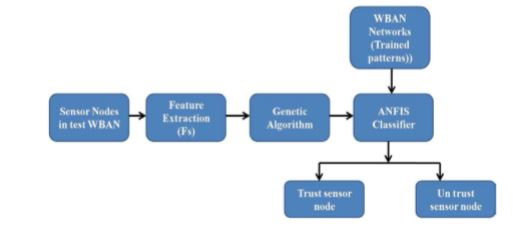 WBAN
Networks
(Trained
patterns))
Sensor Nodes
in test WBAN
Feature
Extraction
(Fs)
Genetic
Algorithm
ANFIS
Classifier
Trust sensor
node
Un trust
sensor node